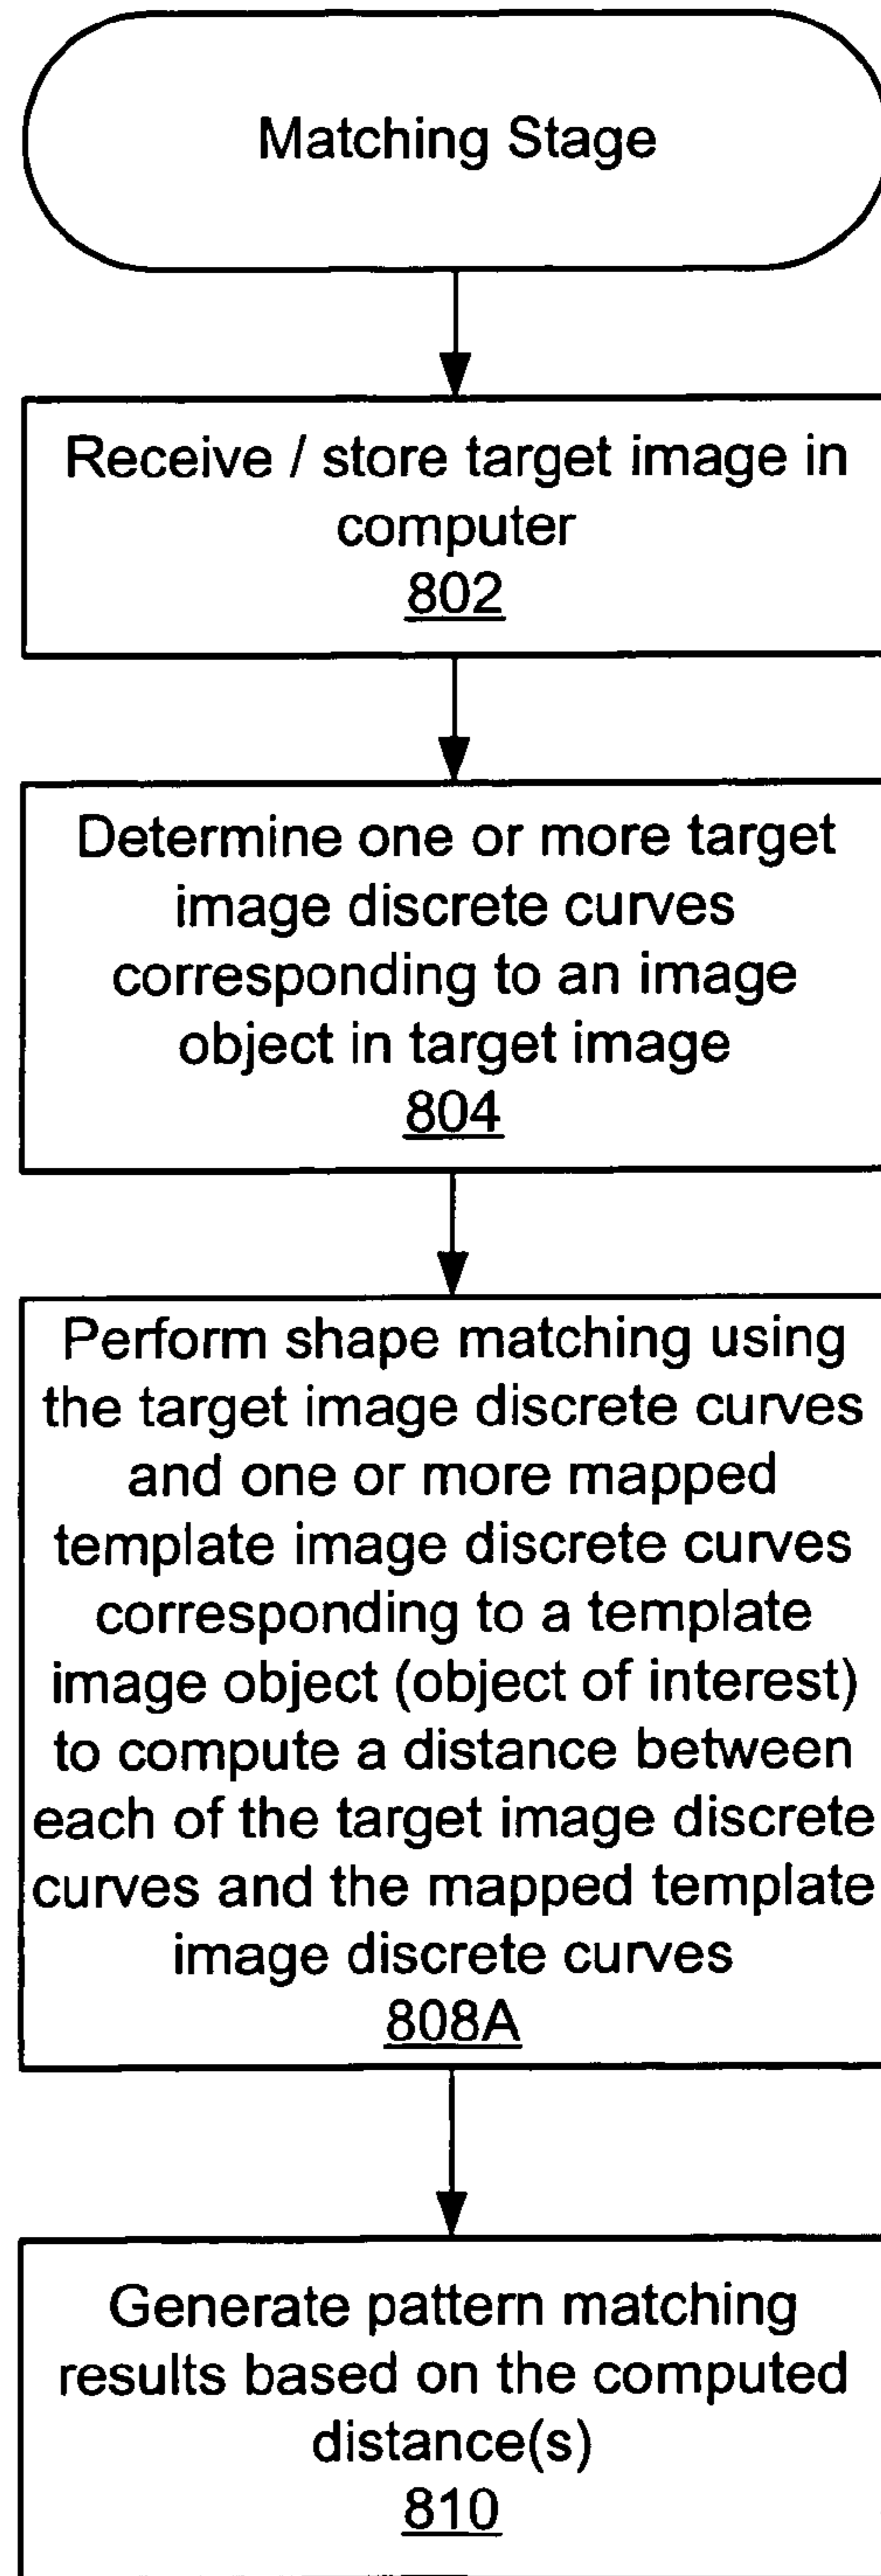 Matching Stage
Receive / store target image in
computer
802
Determine one or more target
image discrete curves
corresponding to an image
object in target image
804
Perform shape matching using
the target image discrete curves
and one or more mapped
template image discrete curves
corresponding to a template
image object (object of interest)
to compute a distance between
each of the target image discrete
curves and the mapped template
image discrete curves
808A
Generate pattern matching
results based on the computed
distance(s)
810